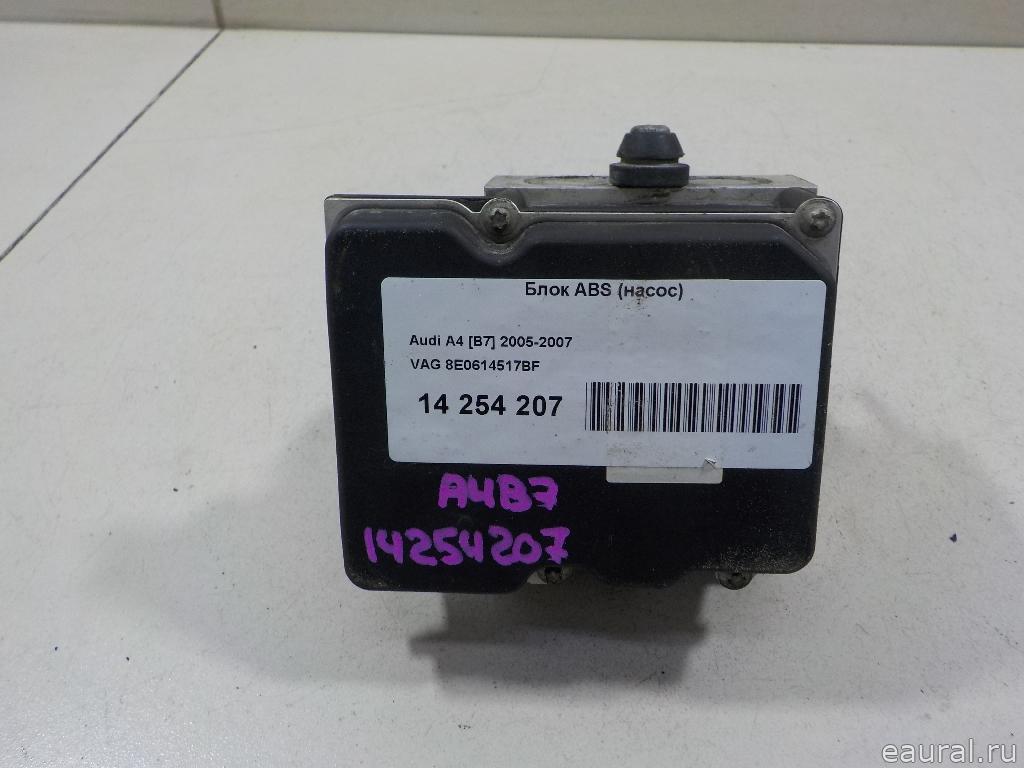 Блок ABS (насос)
Audi A4 [B7] 2005-2007
VAG 8E0614517BF
14 254 207
A4B7
14254207
eaural.ru